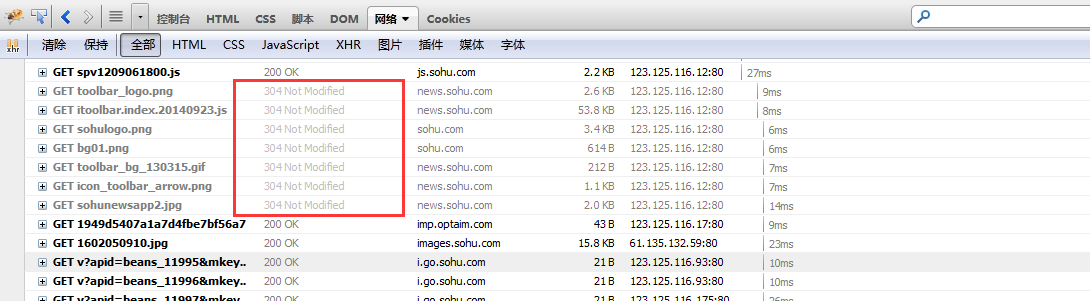 控制台 HTML CSS 脚本 DOM 网络 Cookies
xhr 清除 保持 全部 HTML CSS JavaScript XHR 图片 插件 媒体 字体
GET spv1209061800.js 200 OK js.sohu.com 2.2 KB 123.125.116.12:80 27ms
GET toolbar_logo.png 304 Not Modified news.sohu.com 2.6 KB 123.125.116.12:80 9ms
GET itoolbar.index.20140923.js 304 Not Modified news.sohu.com 53.8 KB 123.125.116.12:80 8ms
GET sohulogo.png 304 Not Modified sohu.com 3.4 KB 123.125.116.12:80 6ms
GET bg01.png 304 Not Modified sohu.com 614 B 123.125.116.12:80 6ms
GET toolbar_bg_130315.gif 304 Not Modified news.sohu.com 212 B 123.125.116.12:80 7ms
GET icon_toolbar_arrow.png 304 Not Modified news.sohu.com 1.1 KB 123.125.116.12:80 7ms
GET sohunewsapp2.jpg 304 Not Modified news.sohu.com 2.0 KB 123.125.116.12:80 14ms
GET 1949d5407a1a7d4fbe7bf56a7 200 OK imp.optaim.com 43 B 123.125.116.17:80 9ms
GET 1602050910.jpg 200 OK images.sohu.com 15.8 KB 61.135.132.59:80 23ms
GET v?apid=beans_11995&mkey.. 200 OK i.go.sohu.com 21 B 123.125.116.93:80 10ms
GET v?apid=beans_11996&mkey.. 200 OK i.go.sohu.com 21 B 123.125.116.93:80 10ms
GET v?apid=beans_11997&mkey.. 200 OK i.go.sohu.com 21 B 123.125.116.175:80 26ms